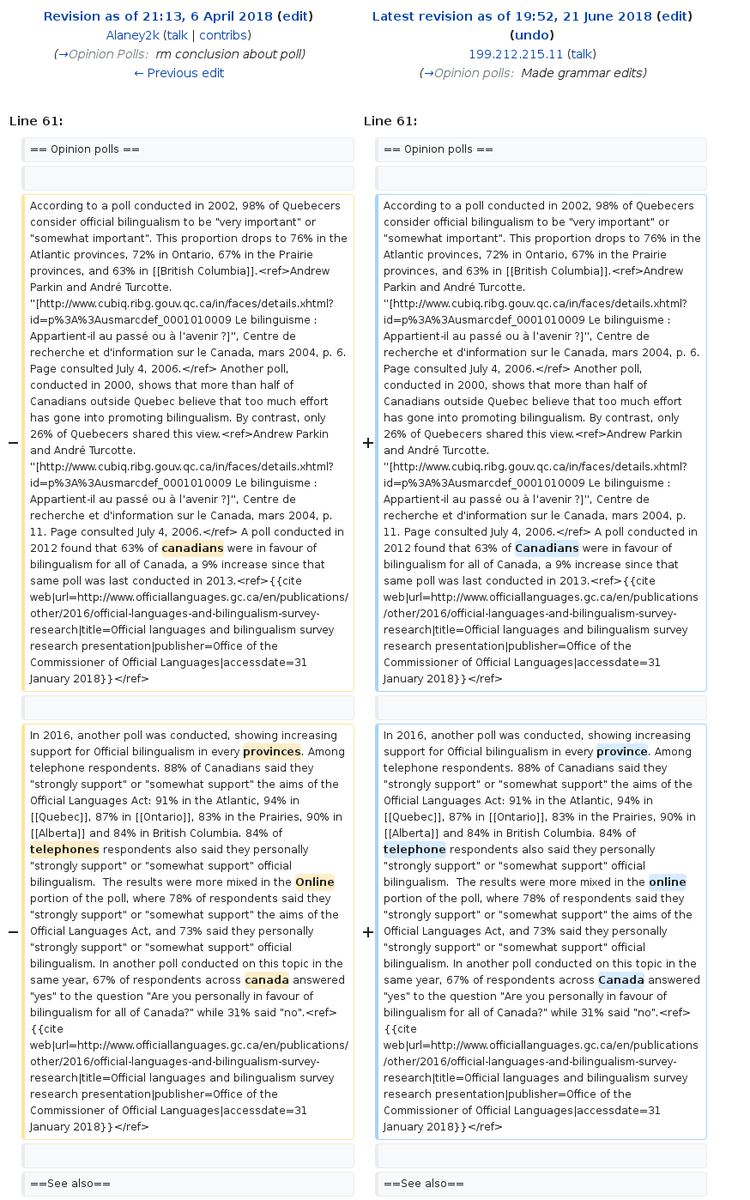 Revision as of 21:13, 6 April 2018 (edit)
Alaney2k (talk | contribs)
(→Opinion Polls: rm conclusion about poll)
← Previous edit
Latest revision as of 19:52, 21 June 2018 (edit)
(undo)
199.212.215.11 (talk)
(→Opinion polls: Made grammar edits)
Line 61:
Line 61:
== Opinion polls ==
== Opinion polls ==
−
According to a poll conducted in 2002, 98% of Quebecers
consider official bilingualism to be "very important" or
"somewhat important". This proportion drops to 76% in the
Atlantic provinces, 72% in Ontario, 67% in the Prairie
provinces, and 63% in [[British Columbia]].<ref>Andrew
Parkin and André Turcotte.
"[http://www.cubiq.ribg.gouv.qc.ca/in/faces/details.xhtml?
id=p%3A%3Ausmarcdef_0001010009 Le bilinguisme :
Appartient-il au passé ou à l'avenir ?]", Centre de
recherche et d'information sur le Canada, mars 2004, p. 6.
Page consulted July 4, 2006.</ref> Another poll,
conducted in 2000, shows that more than half of
Canadians outside Quebec believe that too much effort
has gone into promoting bilingualism. By contrast, only
26% of Quebecers shared this view.<ref>Andrew Parkin
and André Turcotte.
"[http://www.cubiq.ribg.gouv.qc.ca/in/faces/details.xhtml?
id=p%3A%3Ausmarcdef_0001010009 Le bilinguisme :
Appartient-il au passé ou à l'avenir ?]", Centre de
recherche et d'information sur le Canada, mars 2004, p.
11. Page consulted July 4, 2006.</ref> A poll conducted in
2012 found that 63% of canadians were in favour of
bilingualism for all of Canada, a 9% increase since that
same poll was last conducted in 2013.<ref>{{cite
web|url=http://www.officiallanguages.gc.ca/en/publications/
other/2016/official-languages-and-bilingualism-survey-
research|title=Official languages and bilingualism survey
research presentation|publisher=Office of the
Commissioner of Official Languages|accessdate=31
January 2018}}</ref>
+
According to a poll conducted in 2002, 98% of Quebecers
consider official bilingualism to be "very important" or
"somewhat important". This proportion drops to 76% in the
Atlantic provinces, 72% in Ontario, 67% in the Prairie
provinces, and 63% in [[British Columbia]].<ref>Andrew
Parkin and André Turcotte.
"[http://www.cubiq.ribg.gouv.qc.ca/in/faces/details.xhtml?
id=p%3A%3Ausmarcdef_0001010009 Le bilinguisme :
Appartient-il au passé ou à l'avenir ?]", Centre de
recherche et d'information sur le Canada, mars 2004, p. 6.
Page consulted July 4, 2006.</ref> Another poll,
conducted in 2000, shows that more than half of
Canadians outside Quebec believe that too much effort
has gone into promoting bilingualism. By contrast, only
26% of Quebecers shared this view.<ref>Andrew Parkin
and André Turcotte.
"[http://www.cubiq.ribg.gouv.qc.ca/in/faces/details.xhtml?
id=p%3A%3Ausmarcdef_0001010009 Le bilinguisme :
Appartient-il au passé ou à l'avenir ?]", Centre de
recherche et d'information sur le Canada, mars 2004, p.
11. Page consulted July 4, 2006.</ref> A poll conducted in
2012 found that 63% of Canadians were in favour of
bilingualism for all of Canada, a 9% increase since that
same poll was last conducted in 2013.<ref>{{cite
web|url=http://www.officiallanguages.gc.ca/en/publications
/other/2016/official-languages-and-bilingualism-survey-
research|title=Official languages and bilingualism survey
research presentation|publisher=Office of the
Commissioner of Official Languages|accessdate=31
January 2018}}</ref>
−
In 2016, another poll was conducted, showing increasing
support for Official bilingualism in every provinces. Among
telephone respondents. 88% of Canadians said they
"strongly support" or "somewhat support" the aims of the
Official Languages Act: 91% in the Atlantic, 94% in
[[Quebec]], 87% in [[Ontario]], 83% in the Prairies, 90% in
[[Alberta]] and 84% in British Columbia. 84% of
telephones respondents also said they personally
"strongly support" or "somewhat support" official
bilingualism.  The results were more mixed in the Online
portion of the poll, where 78% of respondents said they
"strongly support" or "somewhat support" the aims of the
Official Languages Act, and 73% said they personally
"strongly support" or "somewhat support" official
bilingualism. In another poll conducted on this topic in the
same year, 67% of respondents across canada answered
"yes" to the question "Are you personally in favour of
bilingualism for all of Canada?" while 31% said "no".<ref>
{{cite
web|url=http://www.officiallanguages.gc.ca/en/publications/
other/2016/official-languages-and-bilingualism-survey-
research|title=Official languages and bilingualism survey
research presentation|publisher=Office of the
Commissioner of Official Languages|accessdate=31
January 2018}}</ref>
+
In 2016, another poll was conducted, showing increasing
support for Official bilingualism in every province. Among
telephone respondents. 88% of Canadians said they
"strongly support" or "somewhat support" the aims of the
Official Languages Act: 91% in the Atlantic, 94% in
[[Quebec]], 87% in [[Ontario]], 83% in the Prairies, 90% in
[[Alberta]] and 84% in British Columbia. 84% of
telephone respondents also said they personally
"strongly support" or "somewhat support" official
bilingualism.  The results were more mixed in the online
portion of the poll, where 78% of respondents said they
"strongly support" or "somewhat support" the aims of the
Official Languages Act, and 73% said they personally
"strongly support" or "somewhat support" official
bilingualism. In another poll conducted on this topic in the
same year, 67% of respondents across Canada answered
"yes" to the question "Are you personally in favour of
bilingualism for all of Canada?" while 31% said "no".<ref>
{{cite
web|url=http://www.officiallanguages.gc.ca/en/publications
/other/2016/official-languages-and-bilingualism-survey-
research|title=Official languages and bilingualism survey
research presentation|publisher=Office of the
Commissioner of Official Languages|accessdate=31
January 2018}}</ref>
==See also==
==See also==